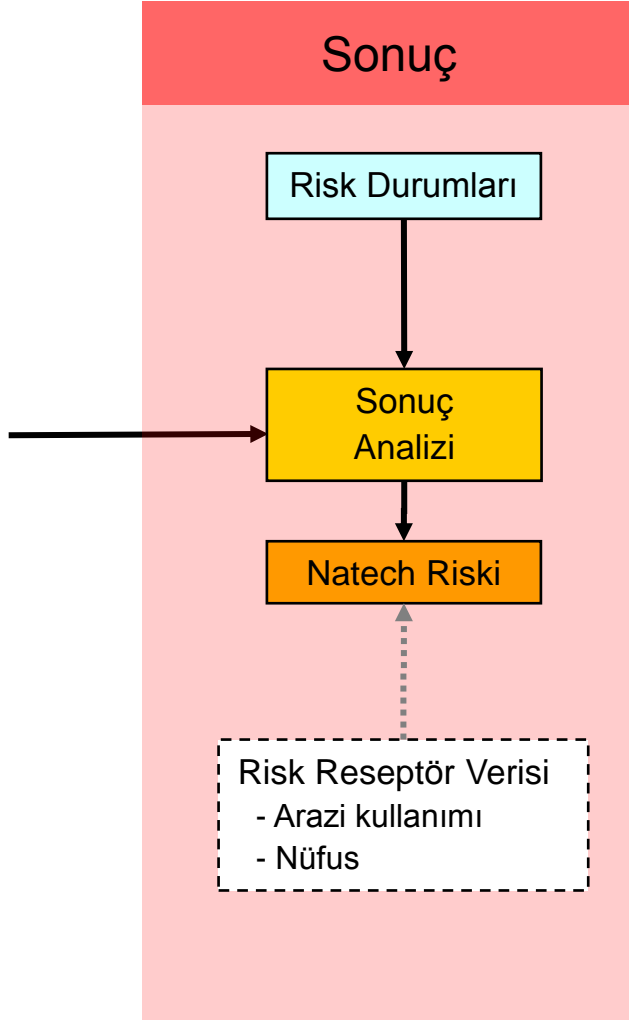 Sonuç
Risk Durumları
Sonuç
Analizi
Natech Riski
Risk Reseptör Verisi
- Arazi kullanımı
- Nüfus